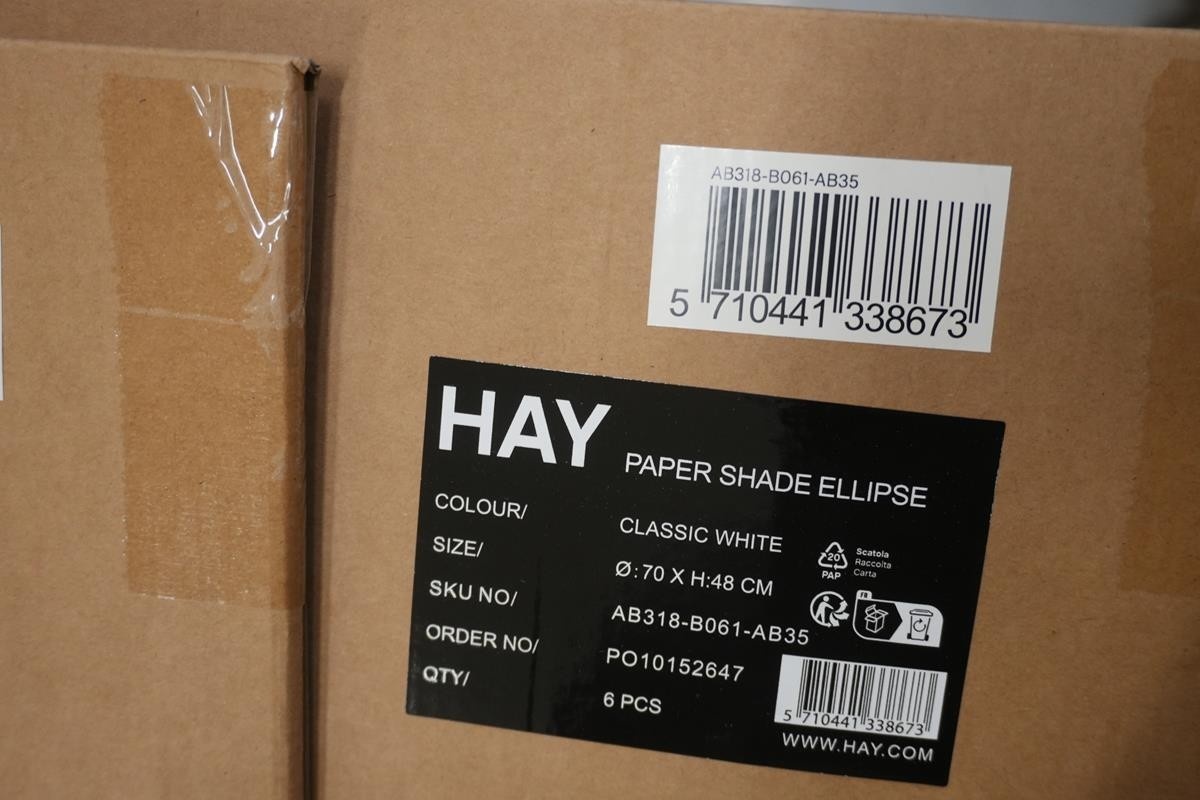 AB318-B061-AB35
5 710441 338673
HAY PAPER SHADE ELLIPSE
COLOUR/ CLASSIC WHITE
SIZE/ Ø:70 X H:48 CM
SKU NO/ AB318-B061-AB35
ORDER NO/ PO10152647
QTY/ 6 PCS
20
PAP
Scatola
Raccolta
Carta
FR
5 710441 338673
WWW.HAY.COM